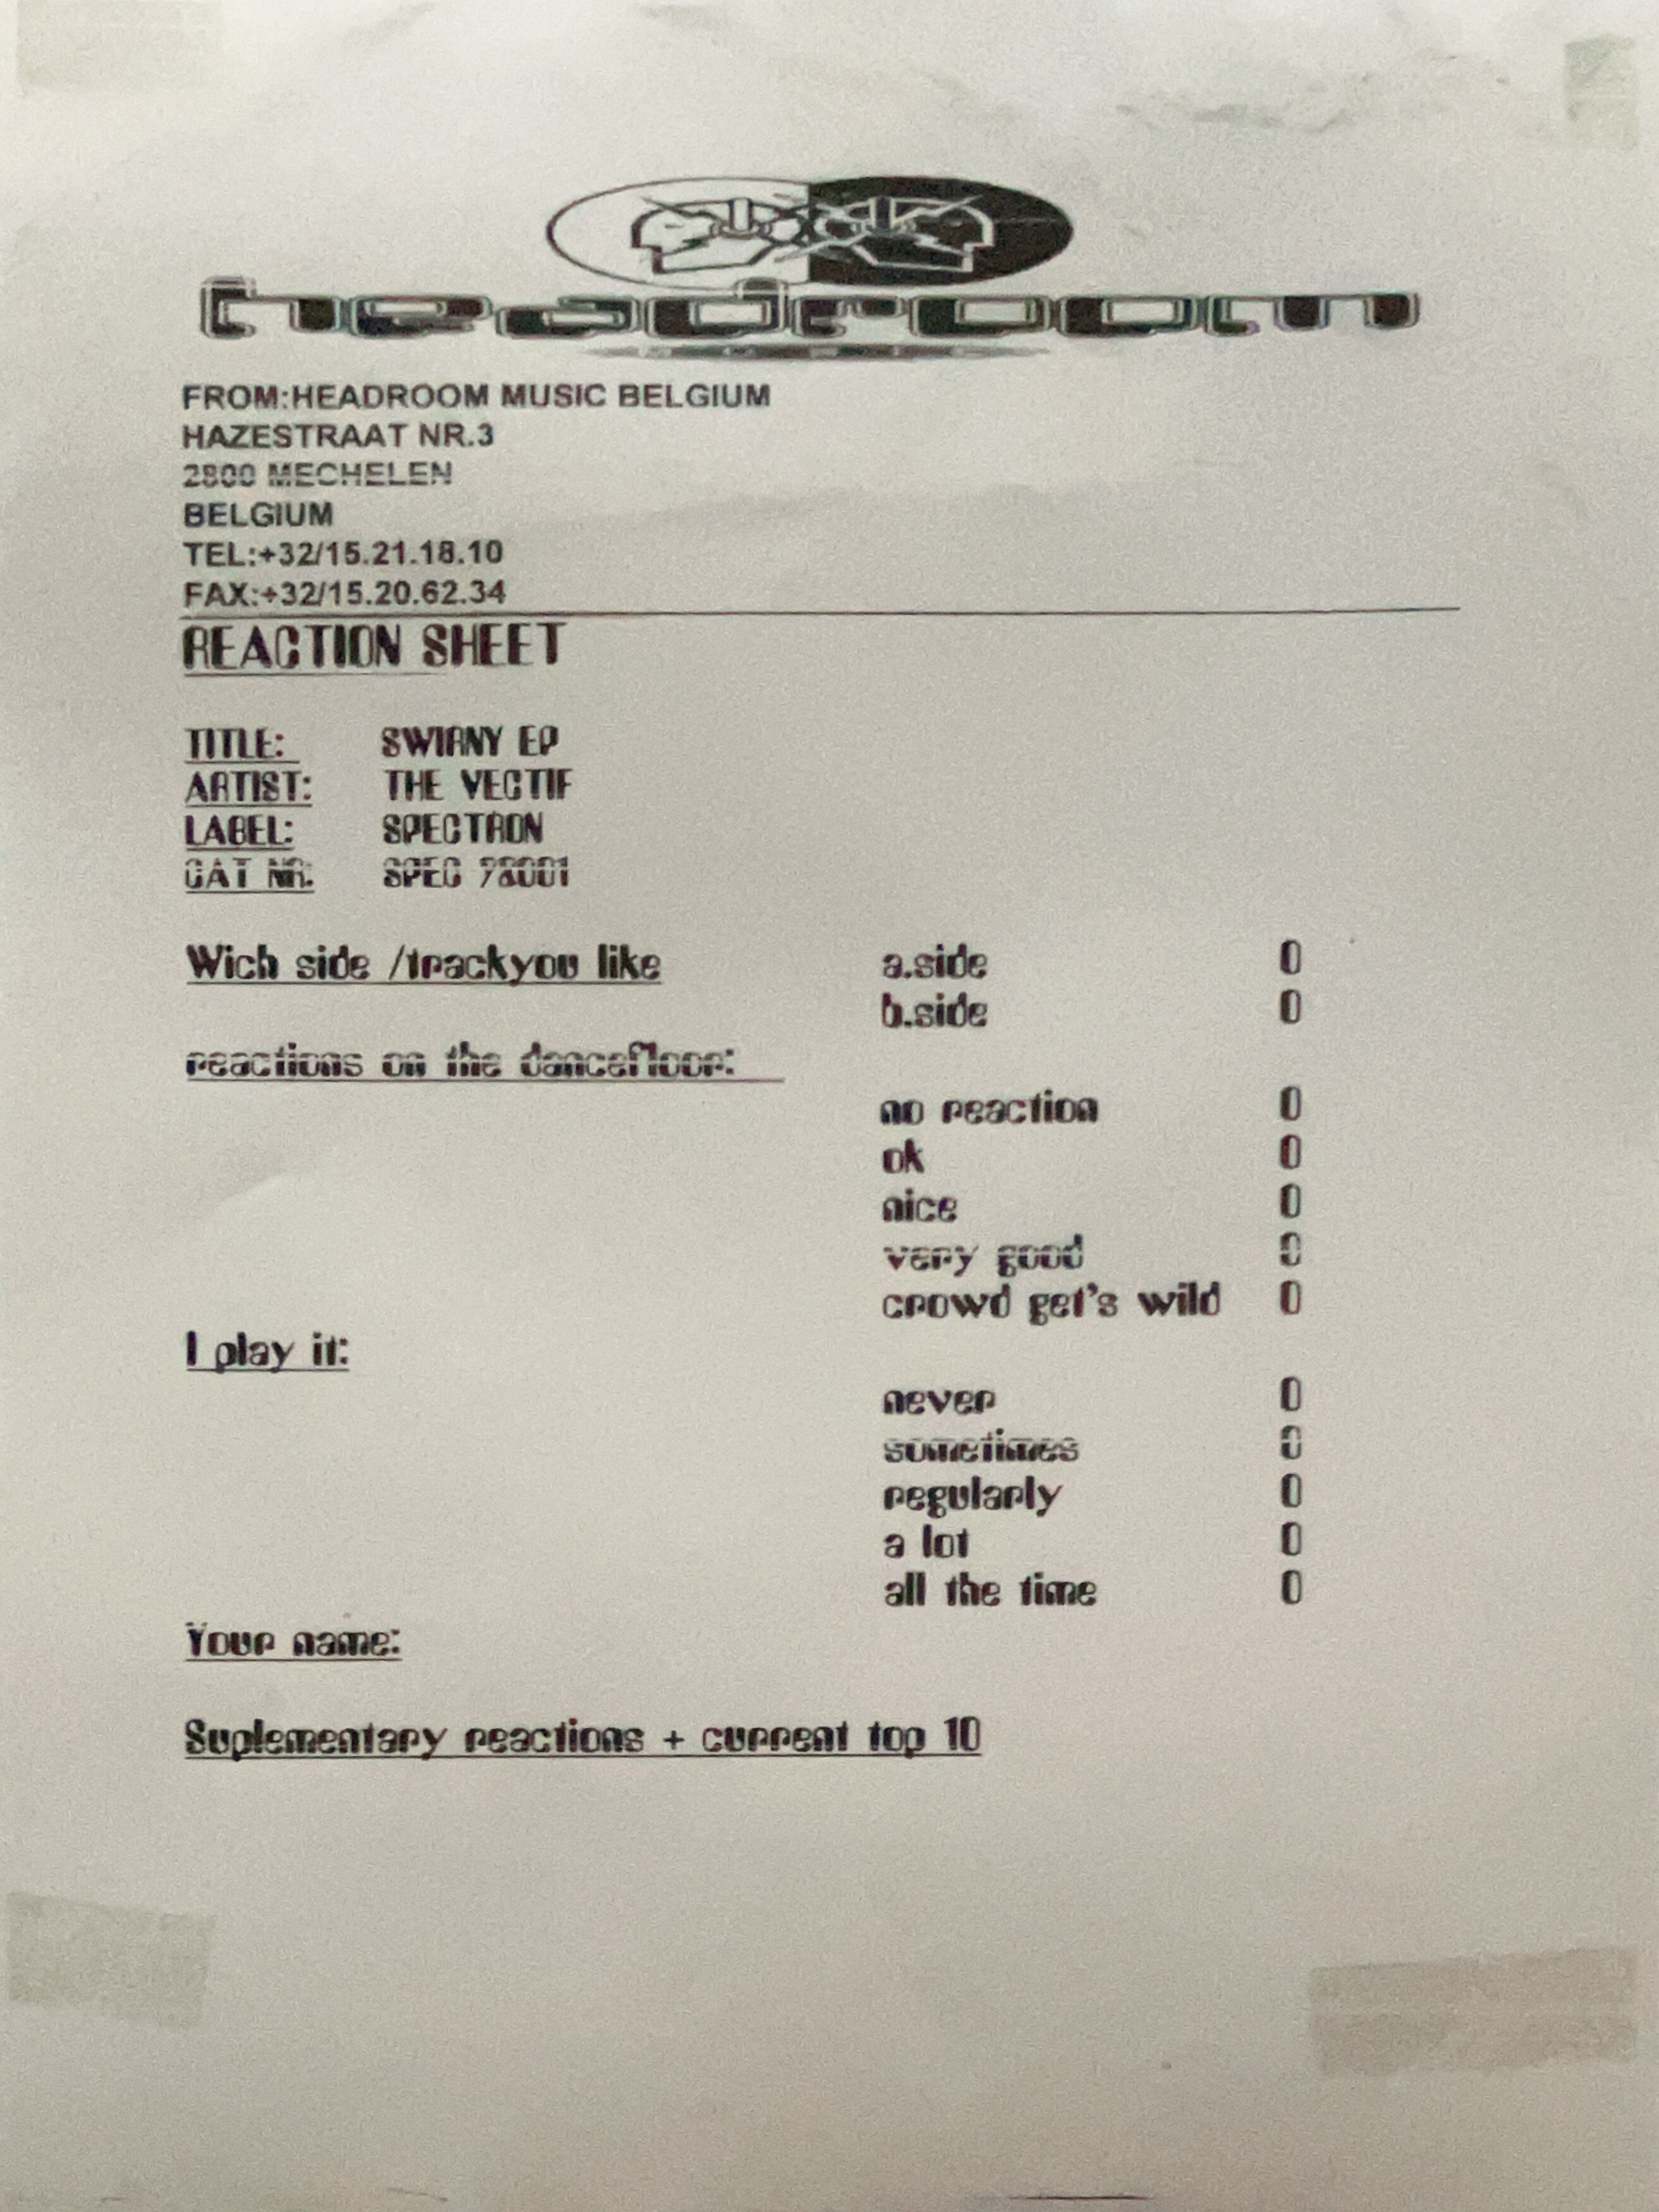 headroom
FROM:HEADROOM MUSIC BELGIUM
HAZESTRAAT NR.3
2800 MECHELEN
BELGIUM
TEL:+32/15.21.18.10
FAX:+32/15.20.62.34
REACTION SHEET
TITLE: SWIRNY EP
ARTIST: THE VECTIF
LABEL: SPECTRON
CAT NR: SPEC
Wich side /trackyou like a.side 0
b.side 0
reactions on the dancefloor:
no reaction 0
ok 0
nice 0
very good 0
crowd get's wild 0
I play it:
never 0
sometimes 0
regularly 0
a lot 0
all the time 0
Your name:
Suplementary reactions + current top 10